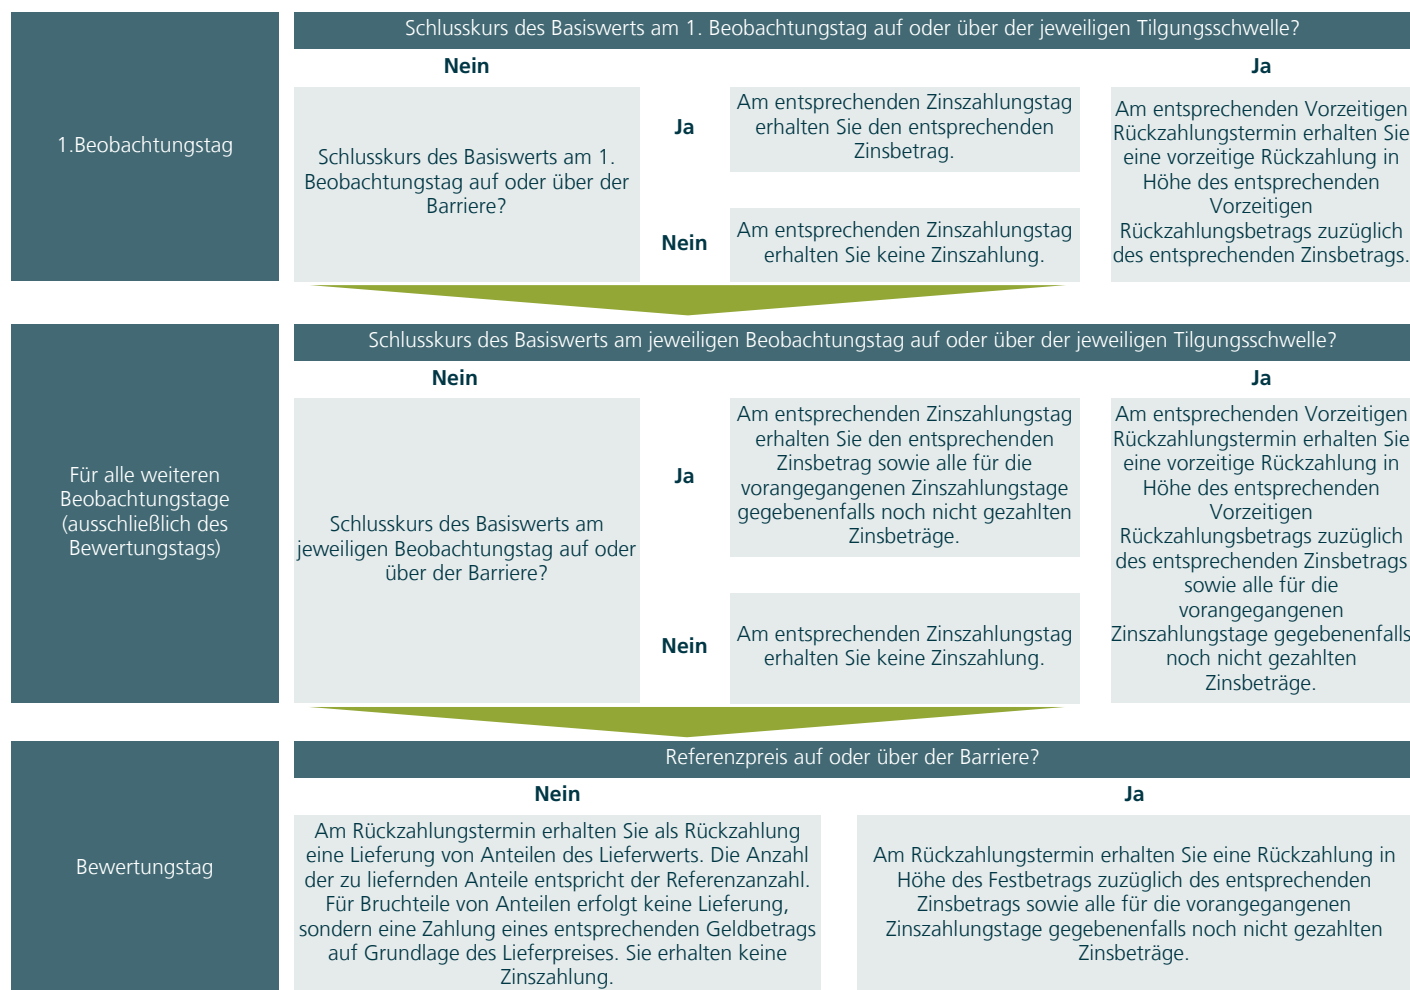 Schlusskurs des Basiswerts am 1. Beobachtungstag auf oder über der jeweiligen Tilgungsschwelle?
1.Beobachtungstag
Nein
Ja
Schlusskurs des Basiswerts am 1.
Beobachtungstag auf oder über der
Barriere?
Ja
Am entsprechenden Zinszahlungstag
erhalten Sie den entsprechenden
Zinsbetrag.
Nein
Am entsprechenden Zinszahlungstag
erhalten Sie keine Zinszahlung.
Am entsprechenden Vorzeitigen
Rückzahlungstermin erhalten Sie
eine vorzeitige Rückzahlung in
Höhe des entsprechenden
Vorzeitigen
Rückzahlungsbetrags zuzüglich
des entsprechenden Zinsbetrags.
Schlusskurs des Basiswerts am jeweiligen Beobachtungstag auf oder über der jeweiligen Tilgungsschwelle?
Für alle weiteren
Beobachtungstage
(ausschließlich des
Bewertungstags)
Nein
Ja
Schlusskurs des Basiswerts am
jeweiligen Beobachtungstag auf oder
über der Barriere?
Ja
Am entsprechenden Zinszahlungstag
erhalten Sie den entsprechenden
Zinsbetrag sowie alle für die
vorangegangenen Zinszahlungstage
gegebenenfalls noch nicht gezahlten
Zinsbeträge.
Nein
Am entsprechenden Zinszahlungstag
erhalten Sie keine Zinszahlung.
Am entsprechenden Vorzeitigen
Rückzahlungstermin erhalten Sie
eine vorzeitige Rückzahlung in
Höhe des entsprechenden
Vorzeitigen
Rückzahlungsbetrags zuzüglich
des entsprechenden Zinsbetrags
sowie alle für die
vorangegangenen
Zinszahlungstage gegebenenfalls
noch nicht gezahlten
Zinsbeträge.
Referenzpreis auf oder über der Barriere?
Bewertungstag
Nein
Ja
Am Rückzahlungstermin erhalten Sie als Rückzahlung
eine Lieferung von Anteilen des Lieferwerts. Die Anzahl
der zu liefernden Anteile entspricht der Referenzanzahl.
Für Bruchteile von Anteilen erfolgt keine Lieferung,
sondern eine Zahlung eines entsprechenden Geldbetrags
auf Grundlage des Lieferpreises. Sie erhalten keine
Zinszahlung.
Am Rückzahlungstermin erhalten Sie eine Rückzahlung in
Höhe des Festbetrags zuzüglich des entsprechenden
Zinsbetrags sowie alle für die vorangegangenen
Zinszahlungstage gegebenenfalls noch nicht gezahlten
Zinsbeträge.